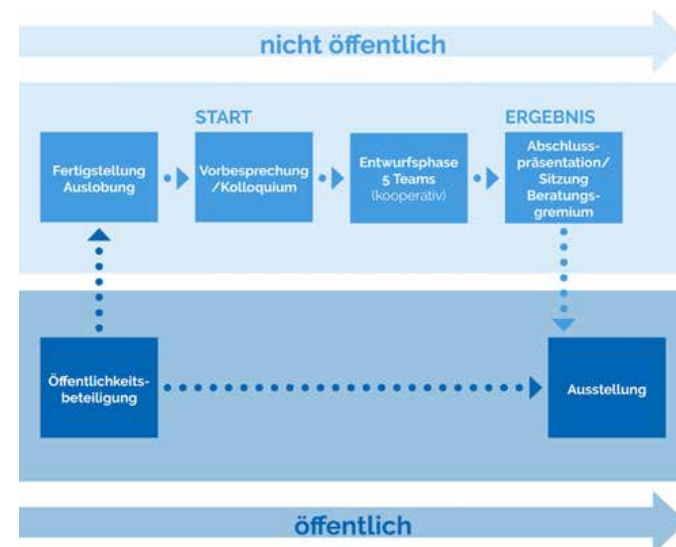 nicht öffentlich
START
ERGEBNIS
Fertigstellung
Auslobung
Vorbesprechung
/Kolloquium
Entwurfsphase
5 Teams
(kooperativ)
Abschluss-
präsentation/
Sitzung
Beratungs-
gremium
Öffentlichkeits-
beteiligung
Ausstellung
öffentlich